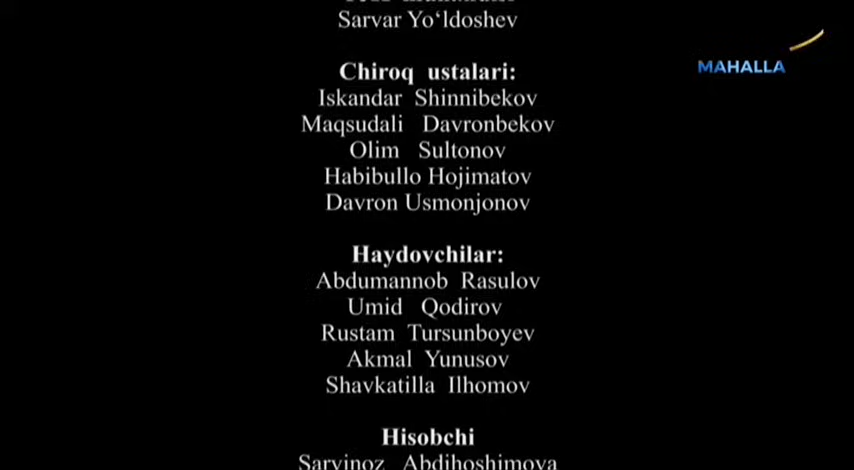 Sarvar Yo‘ldoshev
MAHALLA
Chiroq ustalari:
Iskandar Shinnibekov
Maqsudali Davronbekov
Olim Sultonov
Habibullo Hojimatov
Davron Usmonjonov
Haydovchilar:
Abdumannob Rasulov
Umid Qodirov
Rustam Tursunboyev
Akmal Yunusov
Shavkatilla Ilhomov
Hisobchi
Sarvinoz Abdihoshimova